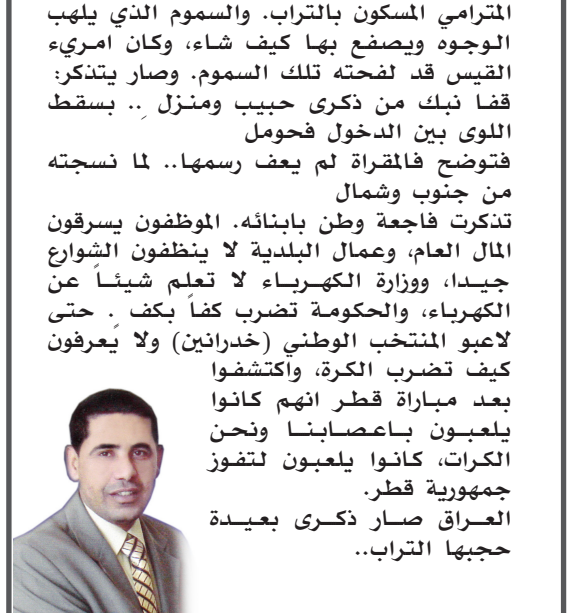 المترامي المسكون بالتراب. والسموم الذي يلهب
الوجوه ويصفع بها كيف شاء، وكان امريء
القيس قد لفحته تلك السموم. وصار يتذكر:
قفا نبك من ذكرى حبيب ومنزل ِ.. بسقط
اللوى بين الدخول فحومل
فتوضح فالمقراة لم يعف رسمها.. لما نسجته
من جنوب وشمال
تذكرت فاجعة وطن بابنائه. الموظفون يسرقون
المال العام، وعمال البلدية لا ينظفون الشوارع
جيدا، ووزارة الكهرباء لا تعلم شيئاً عن
الكهرباء، والحكومة تضرب كفاً بكف . حتى
لاعبو المنتخب الوطني (خدرانين) ولا يَعرفون
كيف تضرب الكرة، واكتشفوا
بعد مباراة قطر انهم كانوا
يلعبون باعصابنا ونحن
الكرات، كانوا يلعبون لتفوز
جمهورية قطر.
العراق صار ذكرى بعيدة
حجبها التراب..